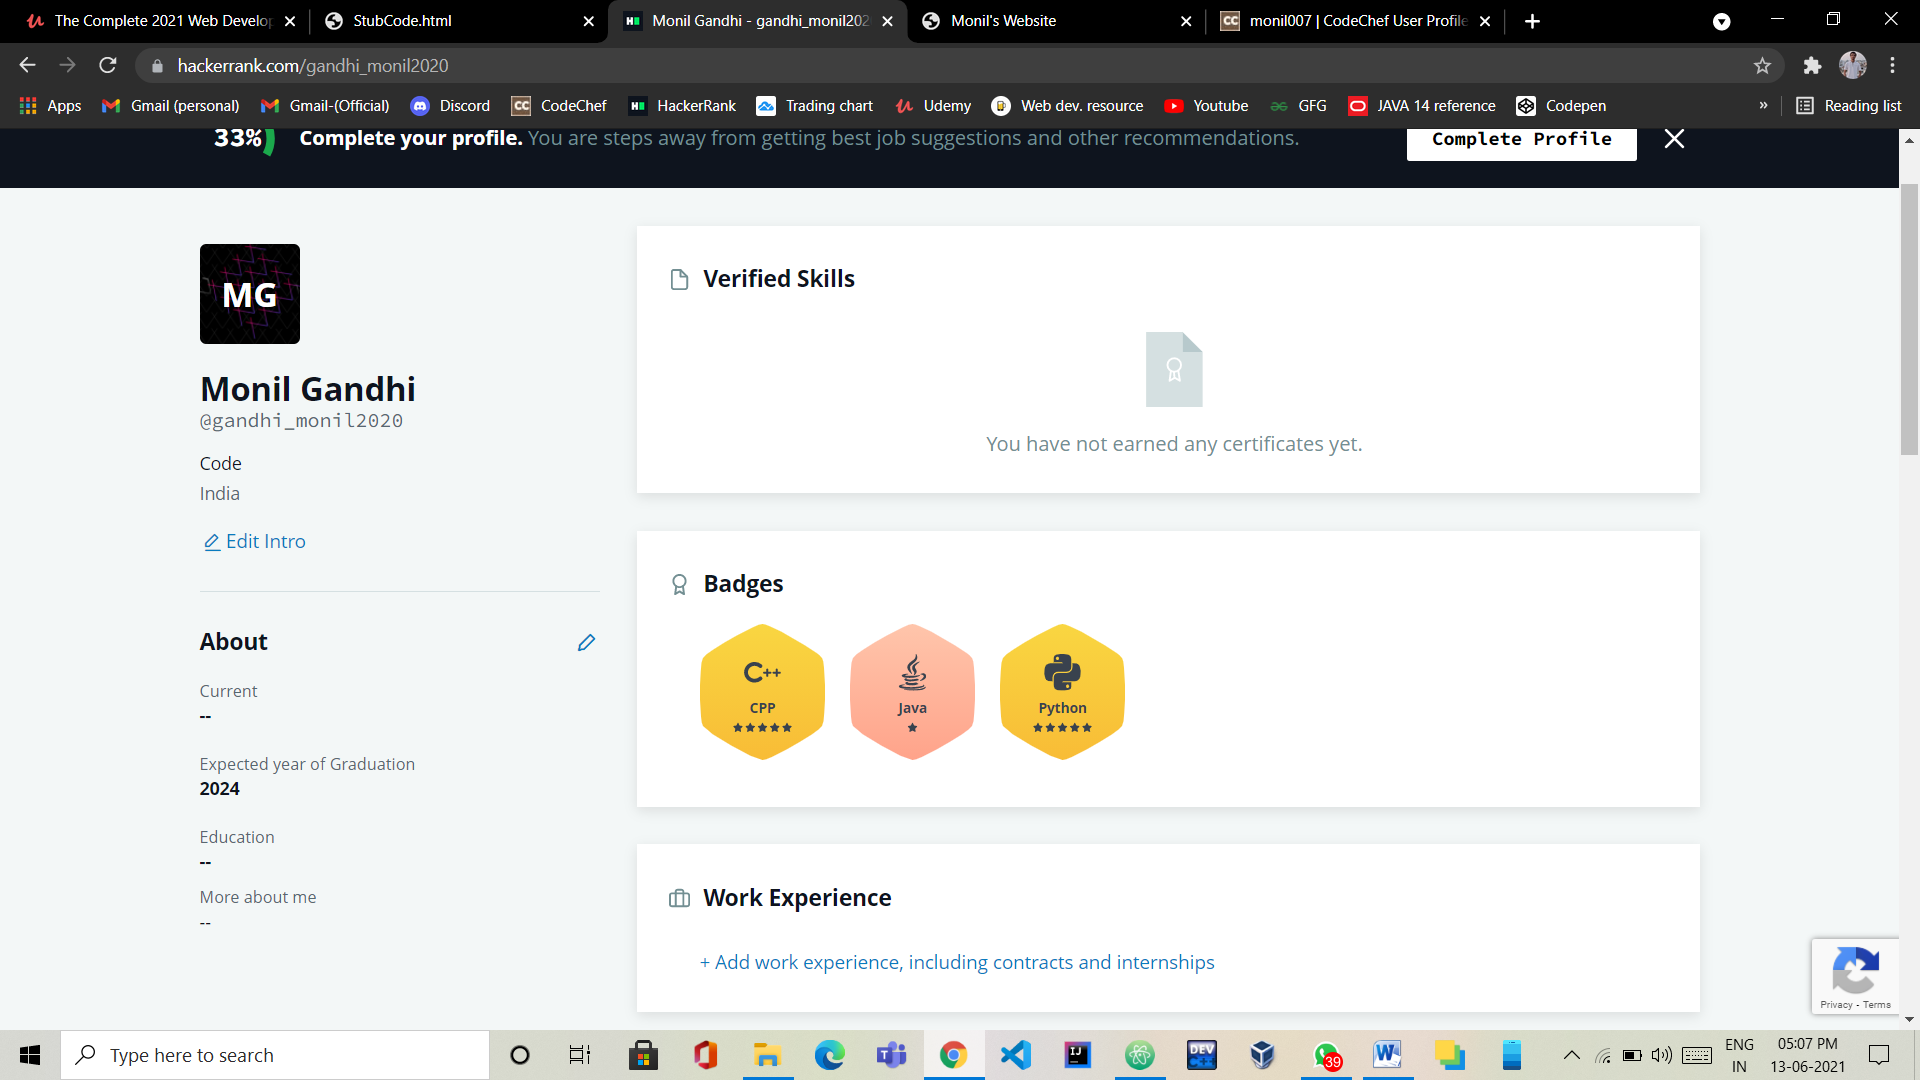 The Complete 2021 Web Develop
StubCode.html
Monil Gandhi - gandhi_monil202
Monil's Website
CC monil007 | CodeChef User Profile
hackerrank.com/gandhi_monil2020
Apps
Gmail (personal)
Gmail-(Official)
Discord
CC CodeChef
HackerRank
Trading chart
Udemy
Web dev. resource
Youtube
GFG
JAVA 14 reference
Codepen
»
Reading list
33%
Complete your profile. You are steps away from getting best job suggestions and other recommendations.
Complete Profile
MG
Monil Gandhi
@gandhi_monil2020
Code
India
Edit Intro
About
Current
--
Expected year of Graduation
2024
Education
--
More about me
--
Verified Skills
You have not earned any certificates yet.
Badges
C++
CPP
★★★★★
Java
★
Python
★★★★★
Work Experience
+ Add work experience, including contracts and internships
Privacy - Terms
Type here to search
IJ
DEV
C++
39
W
ENG
IN
05:07 PM
13-06-2021